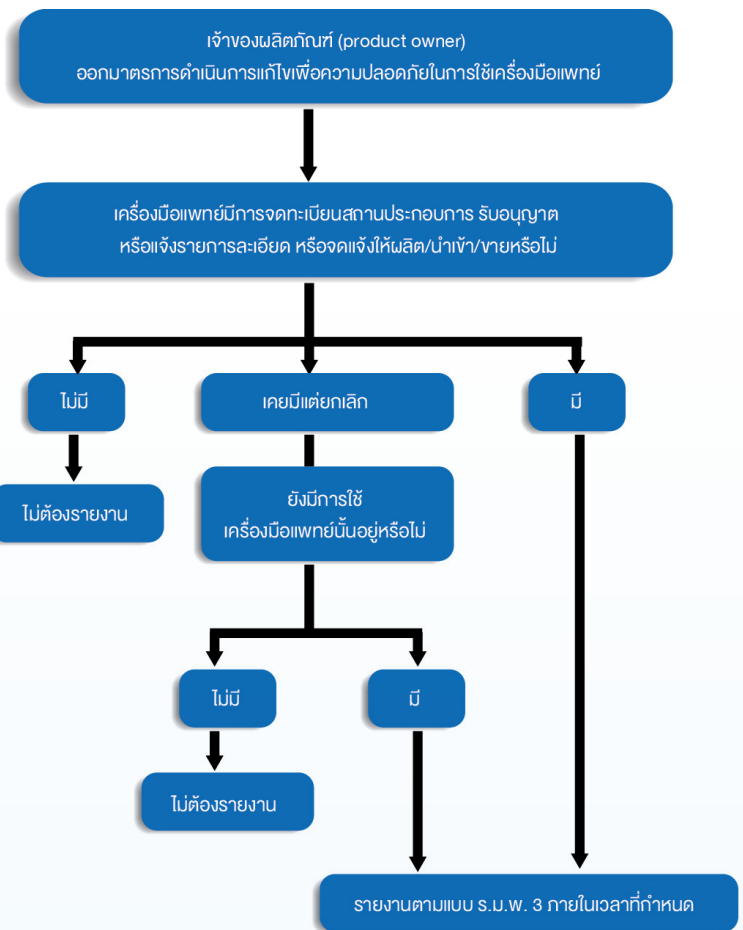 เจ้าของผลิตภัณฑ์ (product owner)
ออกมาตรการดำเนินการแก้ไขเพื่อความปลอดภัยในการใช้เครื่องมือแพทย์
เครื่องมือแพทย์มีการจดทะเบียนสถานประกอบการ รับอนุญาต
หรือแจ้งรายการละเอียด หรือจดแจ้งให้ผลิต/นำเข้า/ขายหรือไม่
ไม่มี
เคยมีแต่ยกเลิก
มี
ไม่ต้องรายงาน
ยังมีการใช้
เครื่องมือแพทย์นั้นอยู่หรือไม่
ไม่มี
มี
ไม่ต้องรายงาน
รายงานตามแบบ ร.ม.พ. 3 ภายในเวลาที่กำหนด